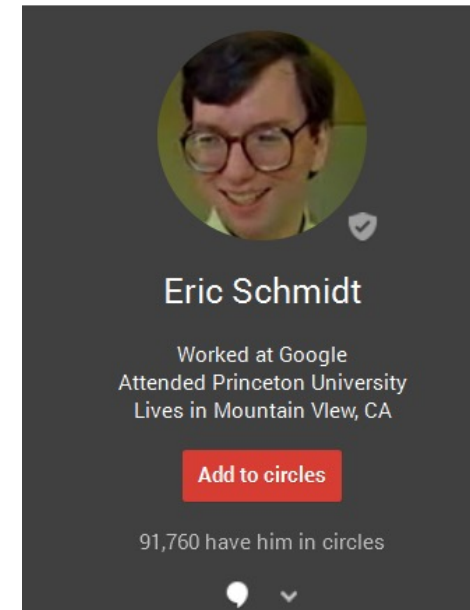 Eric Schmidt
Worked at Google
Attended Princeton University
Lives in Mountain VIew, CA
Add to circles
91,760 have him in circles